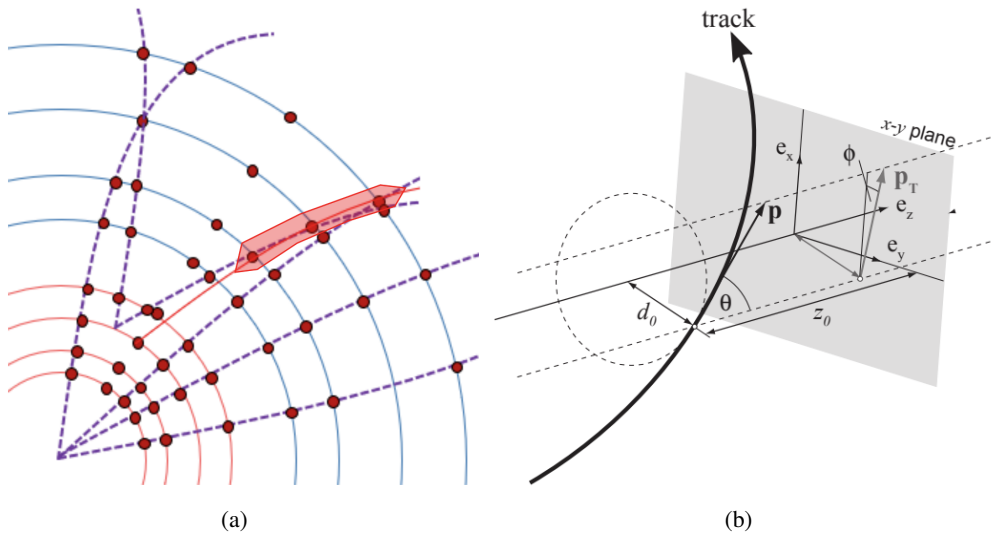 track
x-y plane
e_x
ϕ
p_T
p
e_z
e_y
θ
d_0
z_0
(a)
(b)